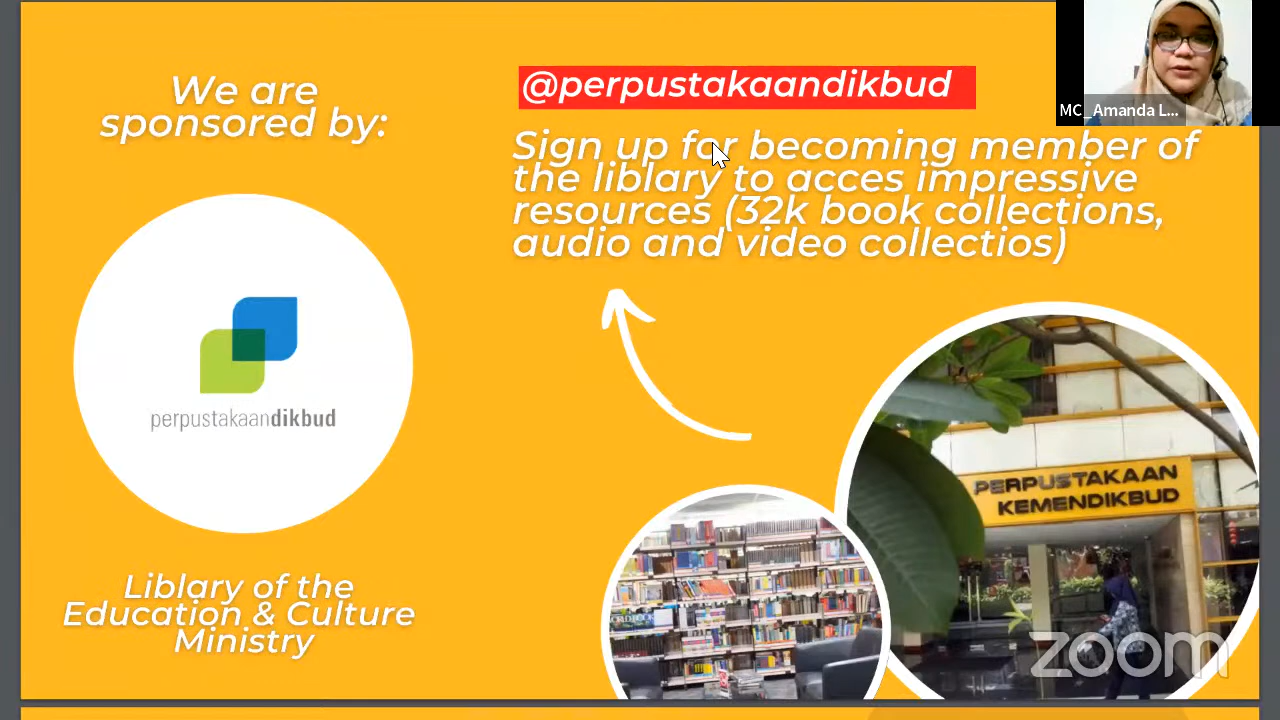 We are
sponsored by:
perpustakaandikbud
Liblary of the
Education & Culture
Ministry
@perpustakaandikbud
Sign up for becoming member of
the liblary to acces impressive
resources (32k book collections,
audio and video collectios)
PERPUSTAKAAN
KEMENDIKBUD
MC_Amanda L...
zoom